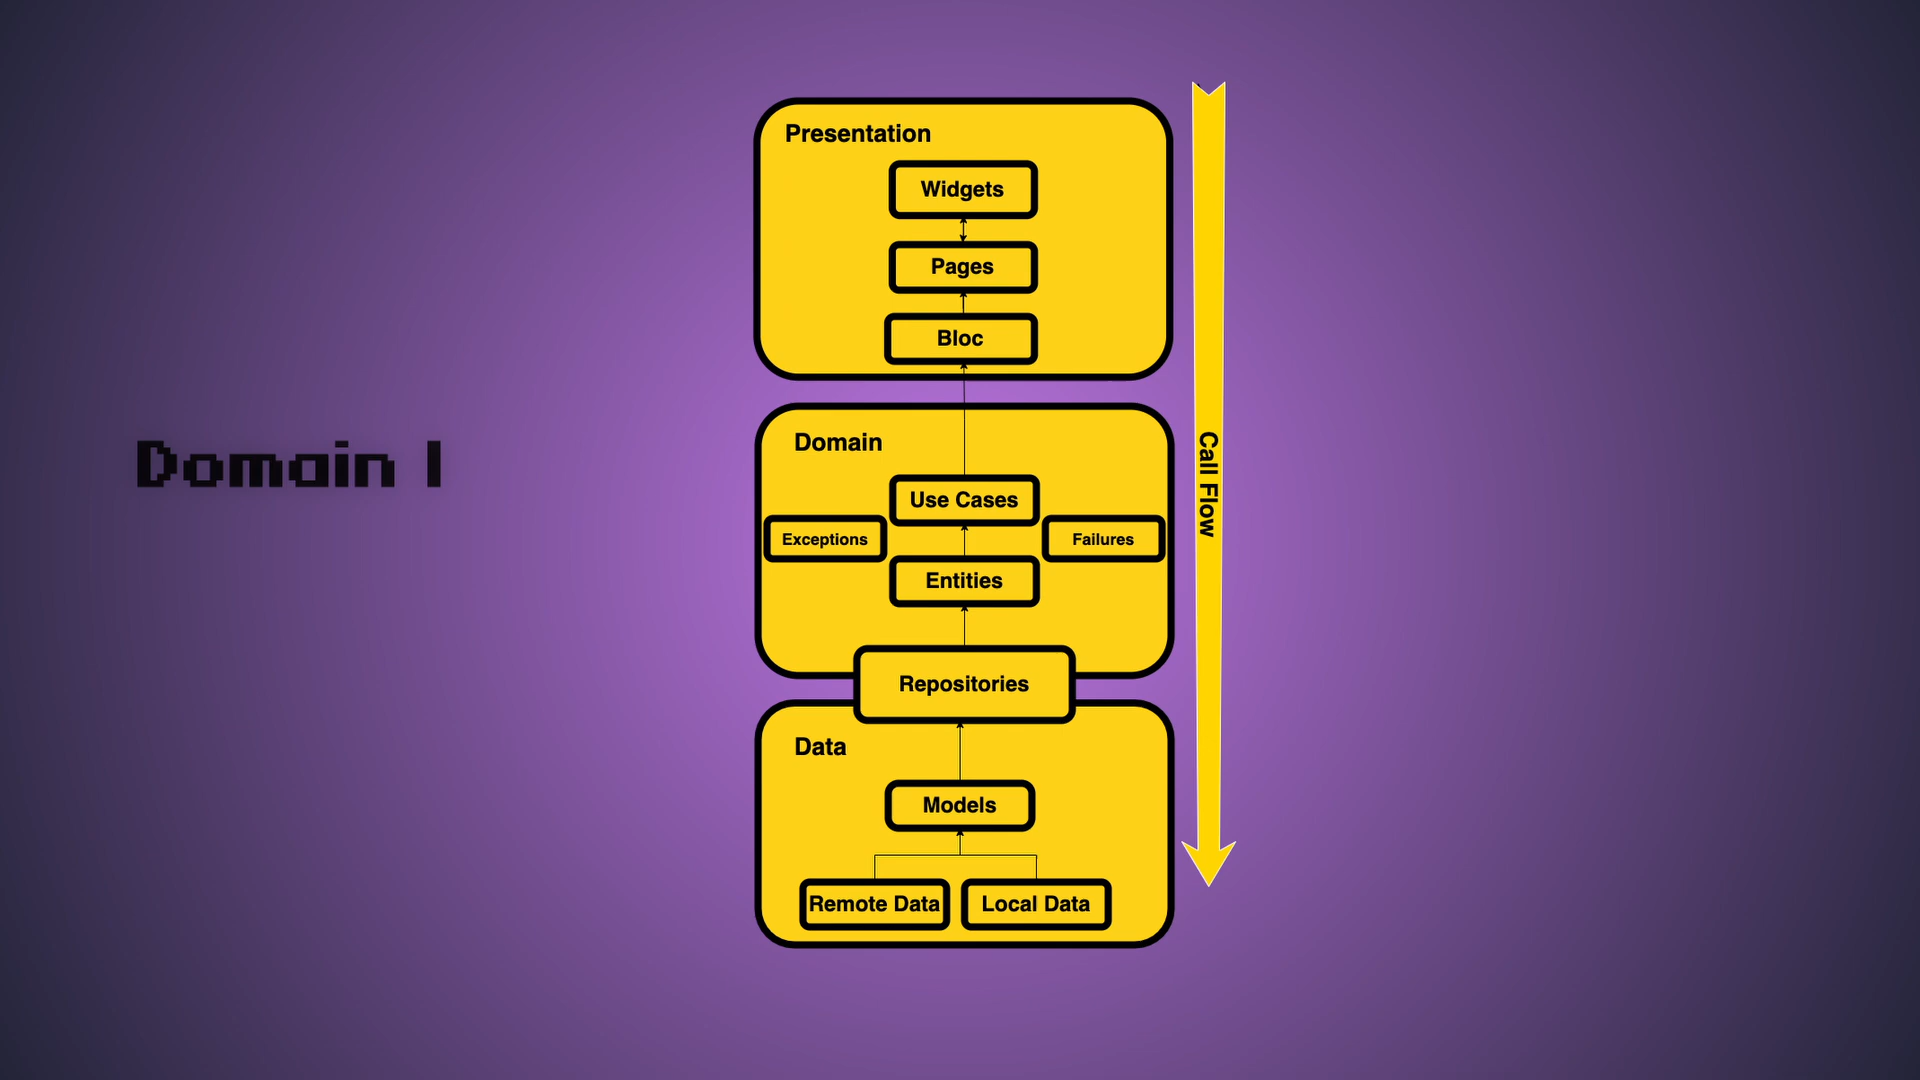 Presentation
Widgets
Pages
Bloc
Domain I
Domain
Use Cases
Exceptions
Failures
Entities
Call Flow
Repositories
Data
Models
Remote Data
Local Data